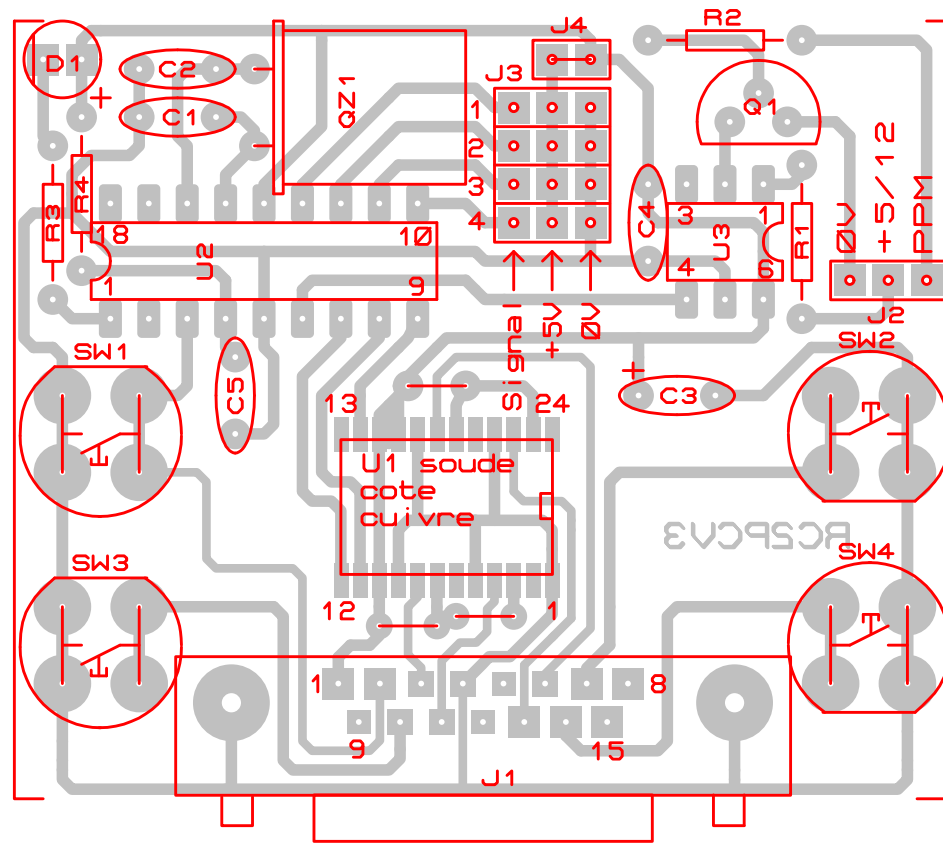 R2
J4
D1
C2
J3
QZ1
+
C1
1
Q1
2
3
4
R4
R3
C4
3
1
U3
R1
0V
+5/12
PPM
18
U2
10
4
6
1
9
J2
Signal
+5V
0V
SW1
SW2
+
C5
C3
13
24
U1 soude
cote
cuivre
RC2PCV3
SW3
SW4
12
1
1
8
9
15
J1